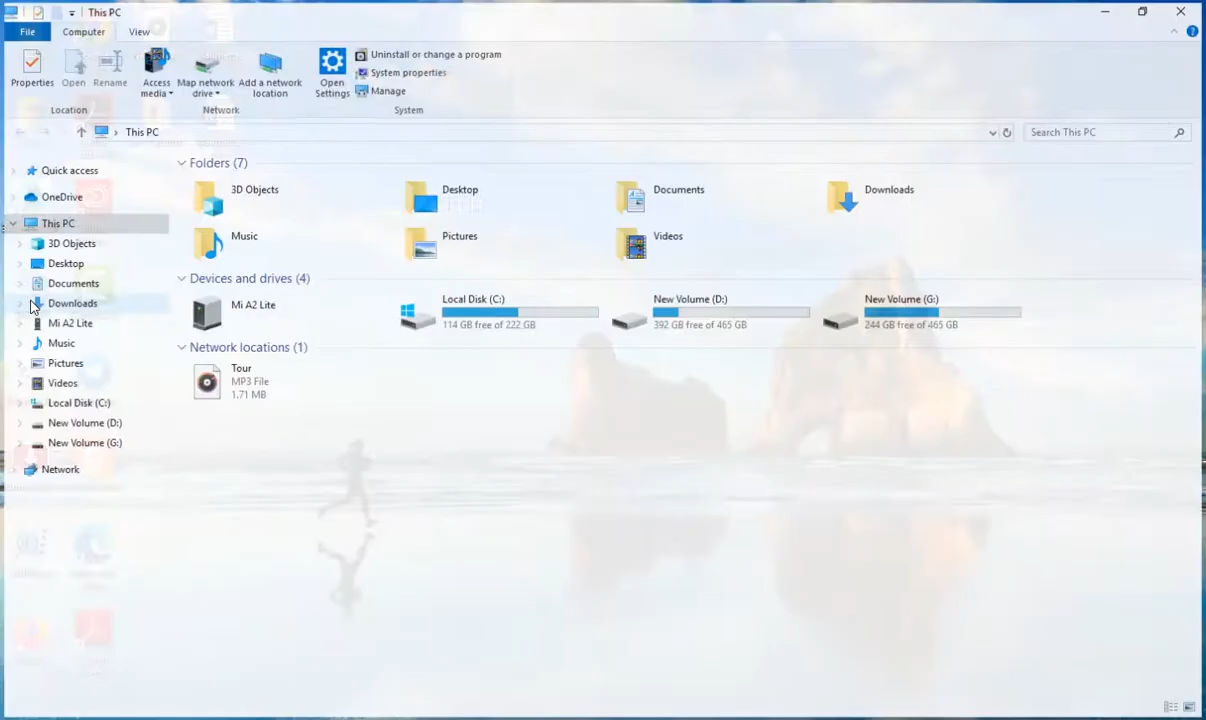 This PC
File
Computer
View
Properties
Open
Rename
Access media
Map network drive
Add a network location
Open Settings
Uninstall or change a program
System properties
Manage
Location
Network
System
This PC
Search This PC
Quick access
OneDrive
This PC
3D Objects
Desktop
Documents
Downloads
Mi A2 Lite
Music
Pictures
Videos
Local Disk (C:)
New Volume (D:)
New Volume (G:)
Network
Folders (7)
3D Objects
Desktop
Documents
Downloads
Music
Pictures
Videos
Devices and drives (4)
Mi A2 Lite
Local Disk (C:)
114 GB free of 222 GB
New Volume (D:)
392 GB free of 465 GB
New Volume (G:)
244 GB free of 465 GB
Network locations (1)
Tour
MP3 File
1.71 MB